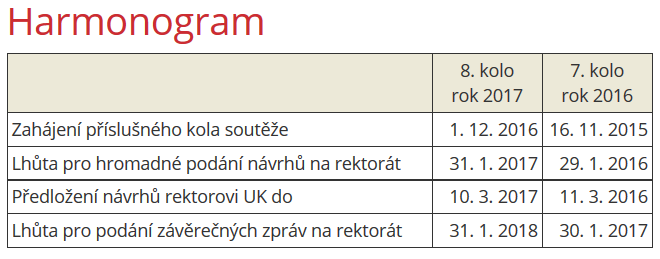 Harmonogram
8. kolo 7. kolo
rok 2017 rok 2016
Zahájení příslušného kola soutěže 1. 12. 2016 16. 11. 2015
Lhůta pro hromadné podání návrhů na rektorát 31. 1. 2017 29. 1. 2016
Předložení návrhů rektorovi UK do 10. 3. 2017 11. 3. 2016
Lhůta pro podání závěrečných zpráv na rektorát 31. 1. 2018 30. 1. 2017